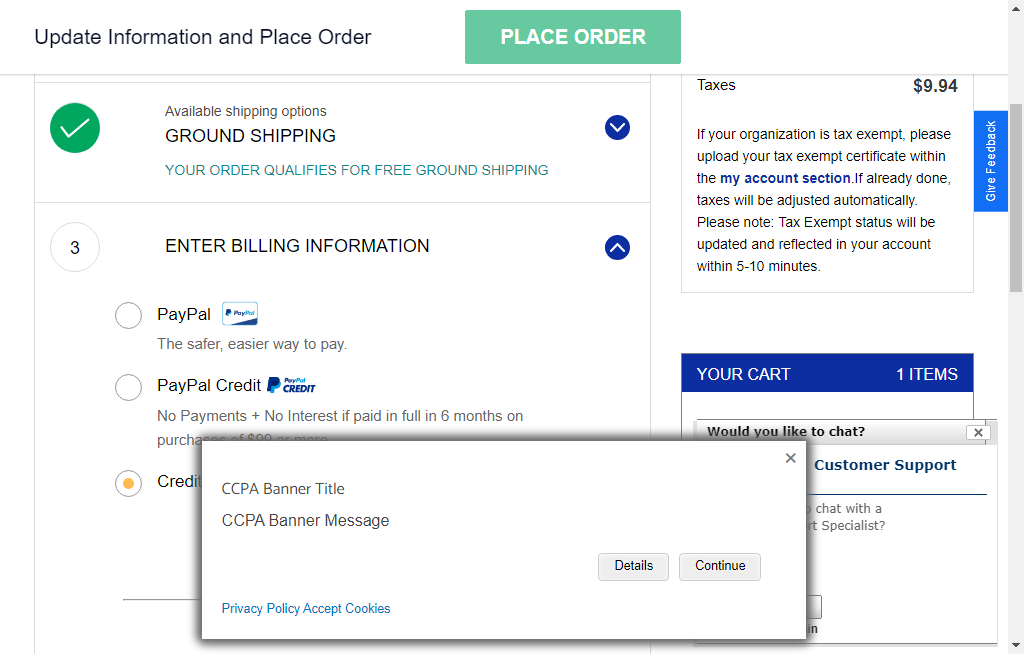 Update Information and Place Order
PLACE ORDER
Available shipping options
GROUND SHIPPING
YOUR ORDER QUALIFIES FOR FREE GROUND SHIPPING
3
ENTER BILLING INFORMATION
PayPal
PayPal
The safer, easier way to pay.
PayPal Credit
PayPal
CREDIT
No Payments + No Interest if paid in full in 6 months on
purchases of $99 or more.
Credit
Taxes
$9.94
If your organization is tax exempt, please
upload your tax exempt certificate within
the my account section.If already done,
taxes will be adjusted automatically.
Please note: Tax Exempt status will be
updated and reflected in your account
within 5-10 minutes.
Give Feedback
YOUR CART
1 ITEMS
Would you like to chat?
Customer Support
chat with a
Specialist?
CCPA Banner Title
CCPA Banner Message
Details
Continue
Privacy Policy Accept Cookies